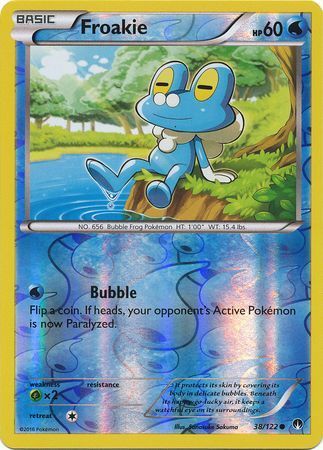 BASIC
Froakie HP60
NO. 656 Bubble Frog Pokémon HT: 1'00" WT: 15.4 lbs
Bubble
Flip a coin. If heads, your opponent's Active Pokémon
is now Paralyzed.
weakness resistance
×2
retreat
It protects its skin by covering its
body in delicate bubbles. Beneath
its happy-go-lucky air, it keeps a
watchful eye on its surroundings.
©2016 Pokémon
Illus. Sanosuke Sakuma 38/122